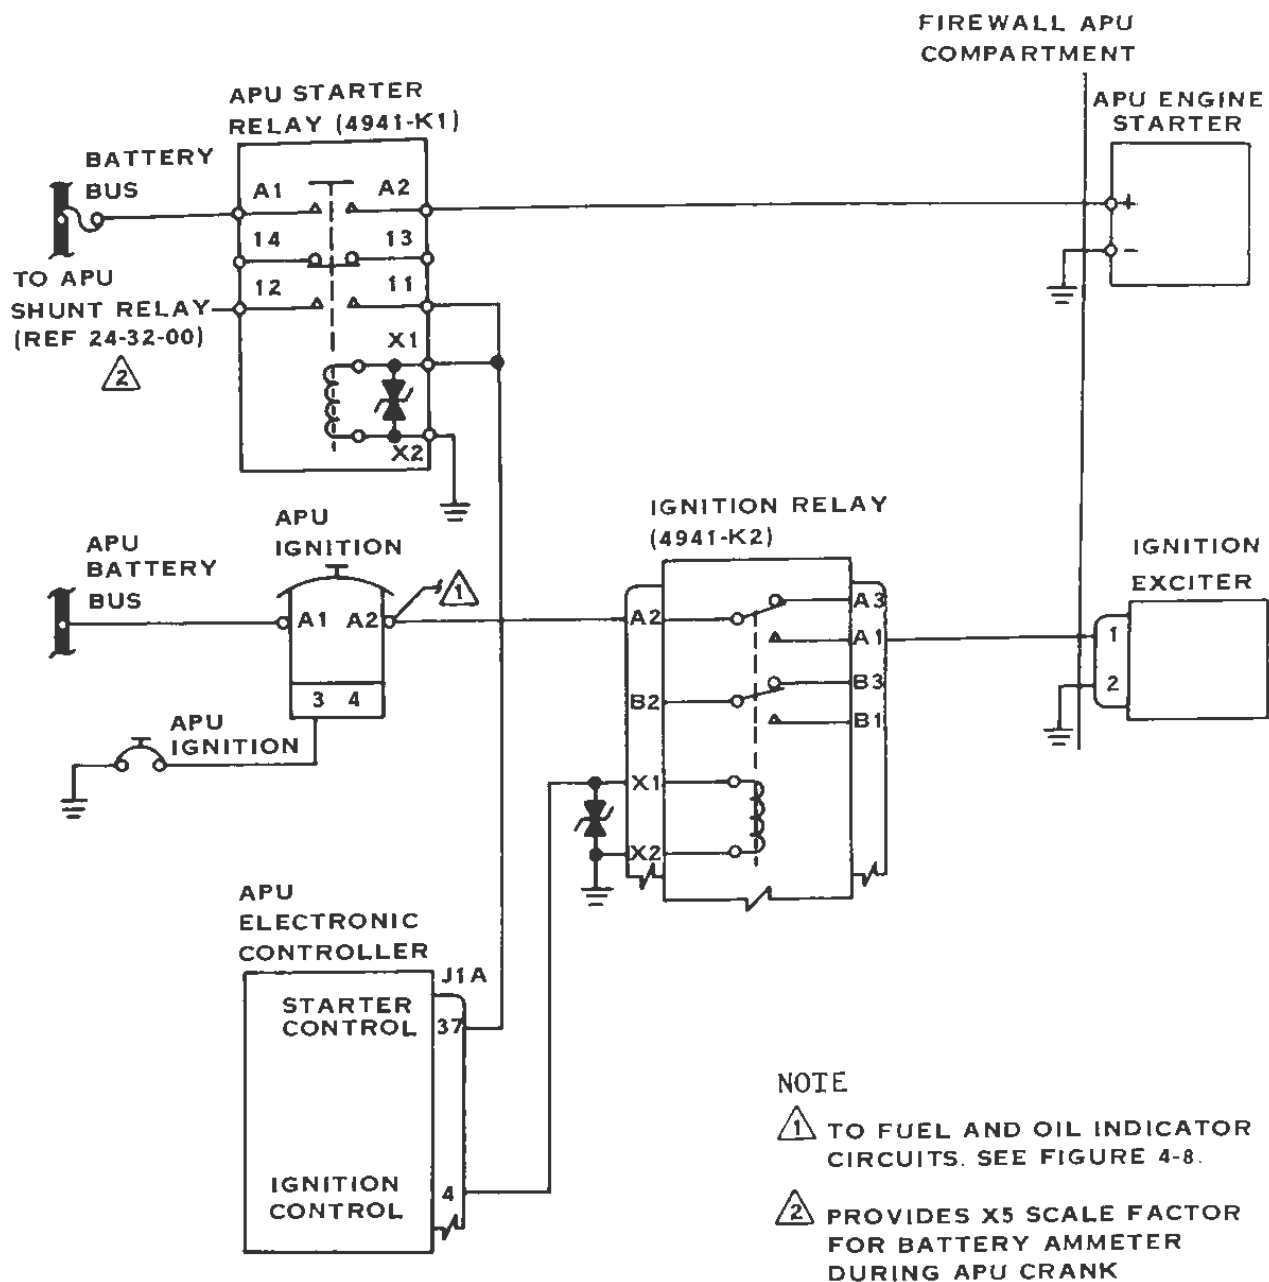 FIREWALL APU
COMPARTMENT
APU STARTER
RELAY (4941-K1)
APU ENGINE
STARTER
BATTERY
BUS
A1
A2
+
14
13
-
TO APU
SHUNT RELAY
(REF 24-32-00)
12
11
2
X1
X2
APU
IGNITION
APU
BATTERY
BUS
1
IGNITION RELAY
(4941-K2)
IGNITION
EXCITER
A1
A2
A2
A3
A1
1
2
3
4
B2
B3
B1
APU
IGNITION
X1
X2
APU
ELECTRONIC
CONTROLLER
J1A
STARTER
CONTROL
37
IGNITION
CONTROL
4
NOTE
1 TO FUEL AND OIL INDICATOR
CIRCUITS. SEE FIGURE 4-8.
2 PROVIDES X5 SCALE FACTOR
FOR BATTERY AMMETER
DURING APU CRANK